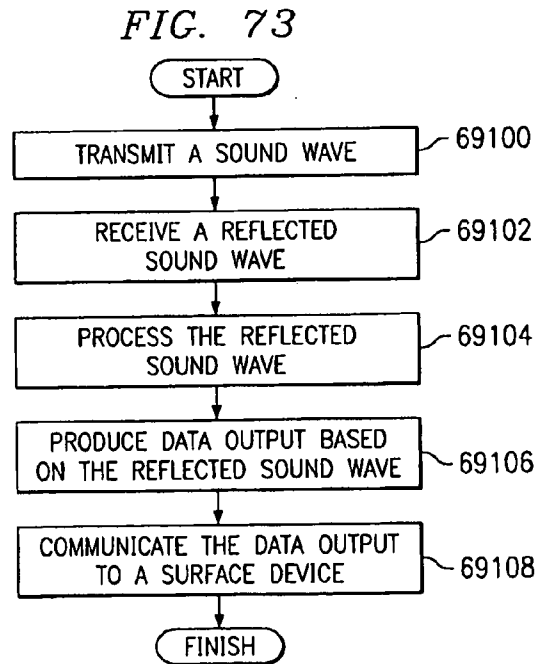 FIG. 73
START
TRANSMIT A SOUND WAVE
69100
RECEIVE A REFLECTED
SOUND WAVE
69102
PROCESS THE REFLECTED
SOUND WAVE
69104
PRODUCE DATA OUTPUT BASED
ON THE REFLECTED SOUND WAVE
69106
COMMUNICATE THE DATA OUTPUT
TO A SURFACE DEVICE
69108
FINISH